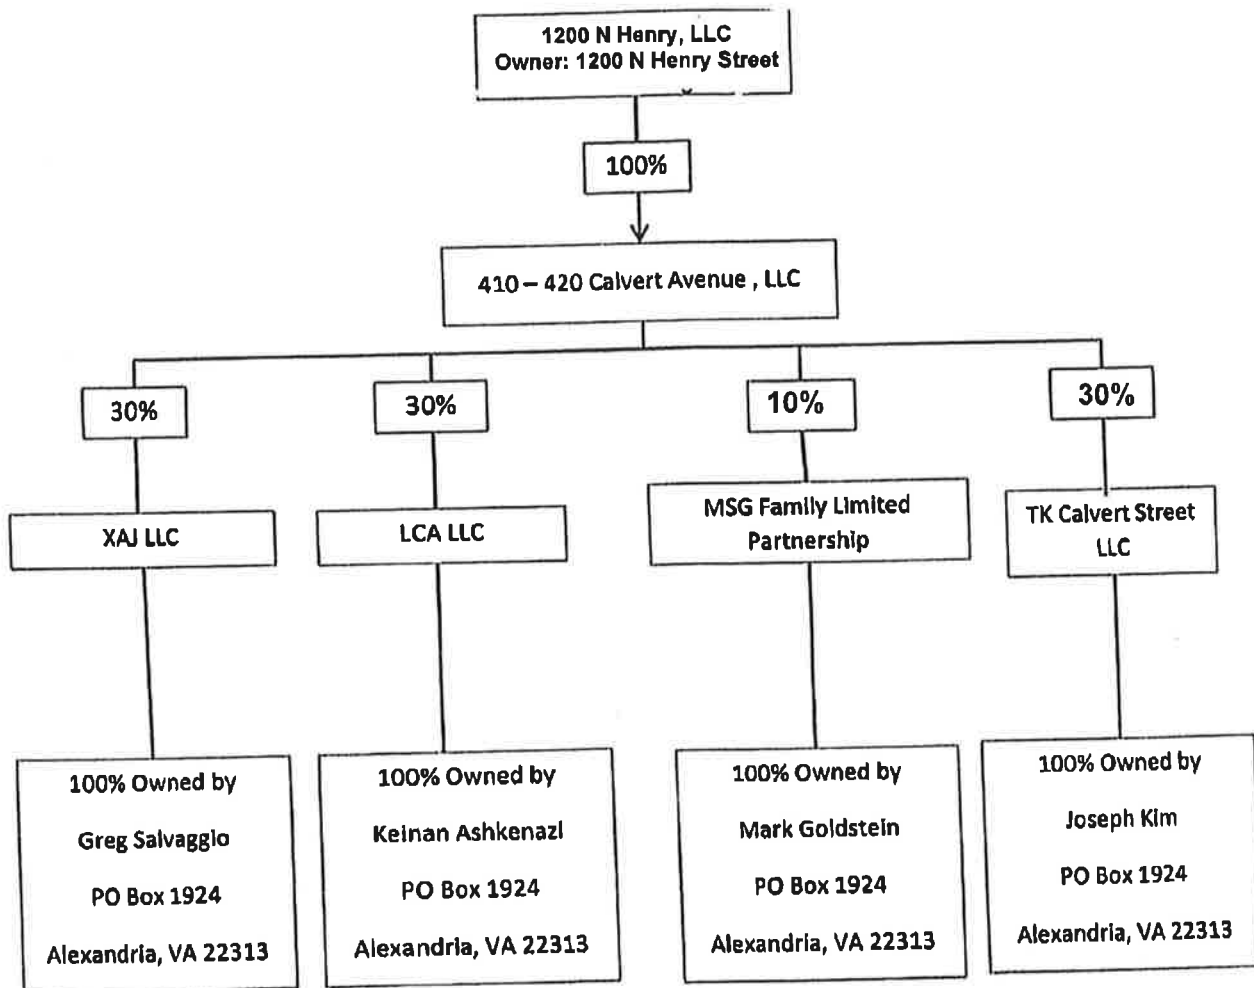 1200 N Henry, LLC
Owner: 1200 N Henry Street
100%
410 – 420 Calvert Avenue , LLC
30%
30%
10%
30%
XAJ LLC
LCA LLC
MSG Family Limited
Partnership
TK Calvert Street
LLC
100% Owned by
Greg Salvaggio
PO Box 1924
Alexandria, VA 22313
100% Owned by
Keinan Ashkenazi
PO Box 1924
Alexandria, VA 22313
100% Owned by
Mark Goldstein
PO Box 1924
Alexandria, VA 22313
100% Owned by
Joseph Kim
PO Box 1924
Alexandria, VA 22313